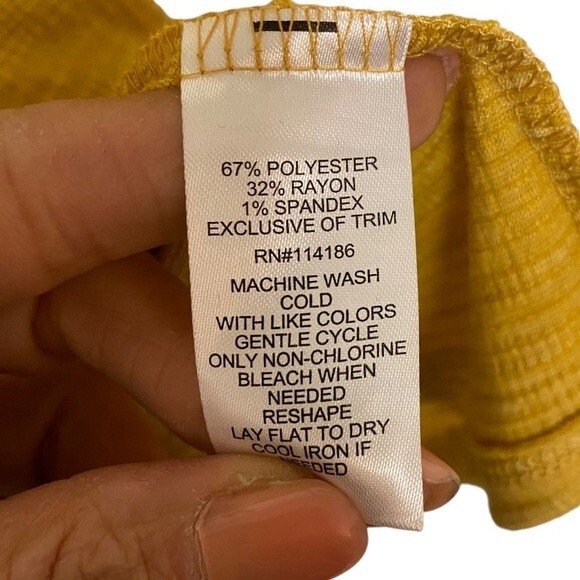 67% POLYESTER
32% RAYON
1% SPANDEX
EXCLUSIVE OF TRIM
RN#114186
MACHINE WASH
COLD
WITH LIKE COLORS
GENTLE CYCLE
ONLY NON-CHLORINE
BLEACH WHEN
NEEDED
RESHAPE
LAY FLAT TO DRY
COOL IRON IF
NEEDED